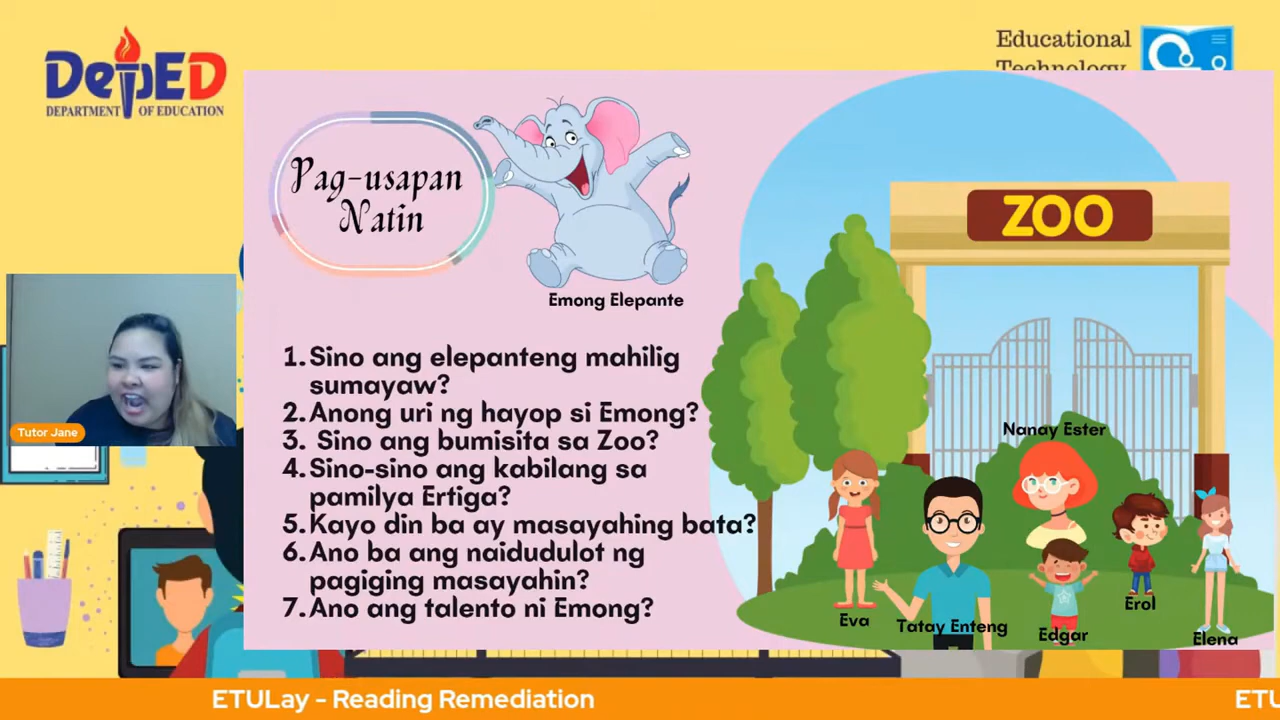 DepED
DEPARTMENT OF EDUCATION
Educational
Technology
Pag-usapan
Natin
Emong Elepante
ZOO
1. Sino ang elepanteng mahilig
sumayaw?
2. Anong uri ng hayop si Emong?
3. Sino ang bumisita sa Zoo?
4. Sino-sino ang kabilang sa
pamilya Ertiga?
5. Kayo din ba ay masayahing bata?
6. Ano ba ang naidudulot ng
pagiging masayahin?
7. Ano ang talento ni Emong?
Nanay Ester
Eva
Tatay Enteng
Edgar
Erol
Elena
Tutor Jane
ETULay - Reading Remediation
ETU